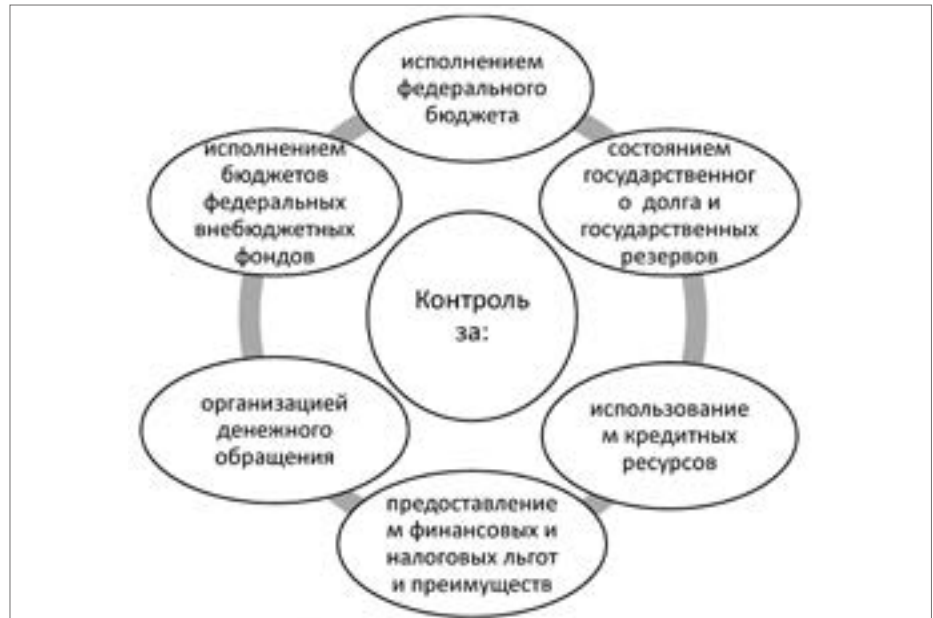 исполнением
федерального
бюджета
состоянием
государственног
о долга и
государственных
резервов
использование
м кредитных
ресурсов
предоставление
м финансовых и
налоговых льгот
и преимуществ
организацией
денежного
обращения
исполнением
бюджетов
федеральных
внебюджетных
фондов
Контроль
за: